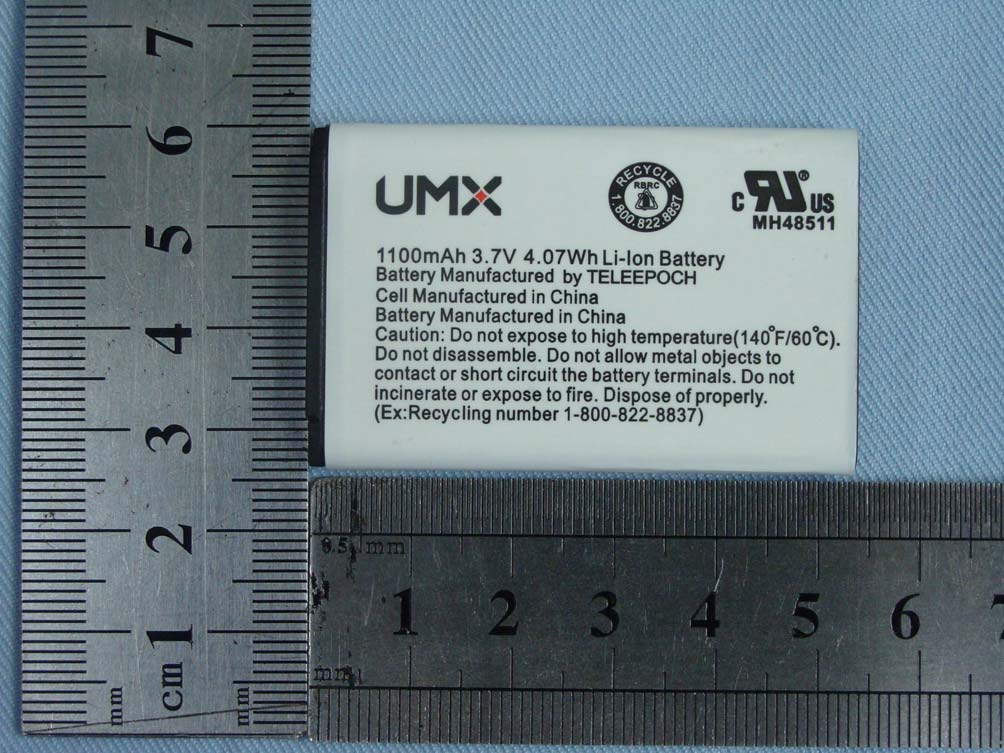 UMX
RECYCLE
RBRC
1.800.822.8837
C RU ® US
MH48511
1100mAh 3.7V 4.07Wh Li-Ion Battery
Battery Manufactured by TELEEPOCH
Cell Manufactured in China
Battery Manufactured in China
Caution: Do not expose to high temperature(140°F/60°C).
Do not disassemble. Do not allow metal objects to
contact or short circuit the battery terminals. Do not
incinerate or expose to fire. Dispose of properly.
(Ex:Recycling number 1-800-822-8837)
7
6
5
4
3
2
1
cm
mm
mm
0.5 mm
1 2 3 4 5 6 7
mm